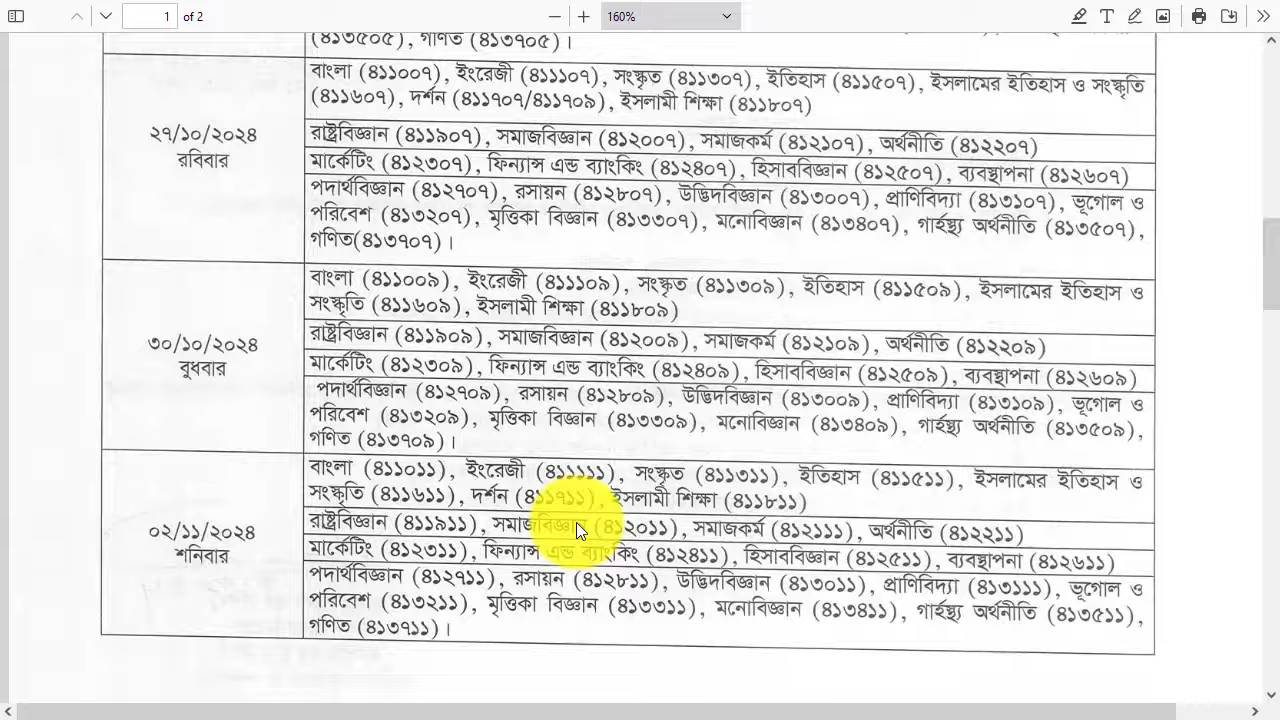 1 of 2
160%
(৪১৩৫০৫), গণিত (৪১৩৭০৫)।
২৭/১০/২০২৪
রবিবার
বাংলা (৪১১০০৭), ইংরেজী (৪১১১০৭), সংস্কৃত (৪১১৩০৭), ইতিহাস (৪১১৫০৭), ইসলামের ইতিহাস ও সংস্কৃতি
(৪১১৬০৭), দর্শন (৪১১৭০৭/৪১১৭০৯), ইসলামী শিক্ষা (৪১১৮০৭)
রাষ্ট্রবিজ্ঞান (৪১১৯০৭), সমাজবিজ্ঞান (৪১২০০৭), সমাজকর্ম (৪১২১০৭), অর্থনীতি (৪১২২০৭)
মার্কেটিং (৪১২৩০৭), ফিন্যান্স এন্ড ব্যাংকিং (৪১২৪০৭), হিসাববিজ্ঞান (৪১২৫০৭), ব্যবস্থাপনা (৪১২৬০৭)
পদার্থবিজ্ঞান (৪১২৭০৭), রসায়ন (৪১২৮০৭), উদ্ভিদবিজ্ঞান (৪১৩০০৭), প্রাণিবিদ্যা (৪১৩১০৭), ভূগোল ও
পরিবেশ (৪১৩২০৭), মৃত্তিকা বিজ্ঞান (৪১৩৩০৭), মনোবিজ্ঞান (৪১৩৪০৭), গার্হস্থ্য অর্থনীতি (৪১৩৫০৭),
গণিত(৪১৩৭০৭)।
৩০/১০/২০২৪
বুধবার
বাংলা (৪১১০০৯), ইংরেজী (৪১১১০৯), সংস্কৃত (৪১১৩০৯), ইতিহাস (৪১১৫০৯), ইসলামের ইতিহাস ও
সংস্কৃতি (৪১১৬০৯), ইসলামী শিক্ষা (৪১১৮০৯)
রাষ্ট্রবিজ্ঞান (৪১১৯০৯), সমাজবিজ্ঞান (৪১২০০৯), সমাজকর্ম (৪১২১০৯), অর্থনীতি (৪১২২০৯)
মার্কেটিং (৪১২৩০৯), ফিন্যান্স এন্ড ব্যাংকিং (৪১২৪০৯), হিসাববিজ্ঞান (৪১২৫০৯), ব্যবস্থাপনা (৪১২৬০৯)
পদার্থবিজ্ঞান (৪১২৭০৯), রসায়ন (৪১২৮০৯), উদ্ভিদবিজ্ঞান (৪১৩০০৯), প্রাণিবিদ্যা (৪১৩১০৯), ভূগোল ও
পরিবেশ (৪১৩২০৯), মৃত্তিকা বিজ্ঞান (৪১৩৩০৯), মনোবিজ্ঞান (৪১৩৪০৯), গার্হস্থ্য অর্থনীতি (৪১৩৫০৯),
গণিত (৪১৩৭০৯)।
০২/১১/২০২৪
শনিবার
বাংলা (৪১১০১১), ইংরেজী (৪১১১১১), সংস্কৃত (৪১১৩১১), ইতিহাস (৪১১৫১১), ইসলামের ইতিহাস ও
সংস্কৃতি (৪১১৬১১), দর্শন (৪১১৭১১), ইসলামী শিক্ষা (৪১১৮১১)
রাষ্ট্রবিজ্ঞান (৪১১৯১১), সমাজবিজ্ঞান (৪১২০১১), সমাজকর্ম (৪১২১১১), অর্থনীতি (৪১২২১১)
মার্কেটিং (৪১২৩১১), ফিন্যান্স এন্ড ব্যাংকিং (৪১২৪১১), হিসাববিজ্ঞান (৪১২৫১১), ব্যবস্থাপনা (৪১২৬১১)
পদার্থবিজ্ঞান (৪১২৭১১), রসায়ন (৪১২৮১১), উদ্ভিদবিজ্ঞান (৪১৩০১১), প্রাণিবিদ্যা (৪১৩১১১), ভূগোল ও
পরিবেশ (৪১৩২১১), মৃত্তিকা বিজ্ঞান (৪১৩৩১১), মনোবিজ্ঞান (৪১৩৪১১), গার্হস্থ্য অর্থনীতি (৪১৩৫১১),
গণিত (৪১৩৭১১)।